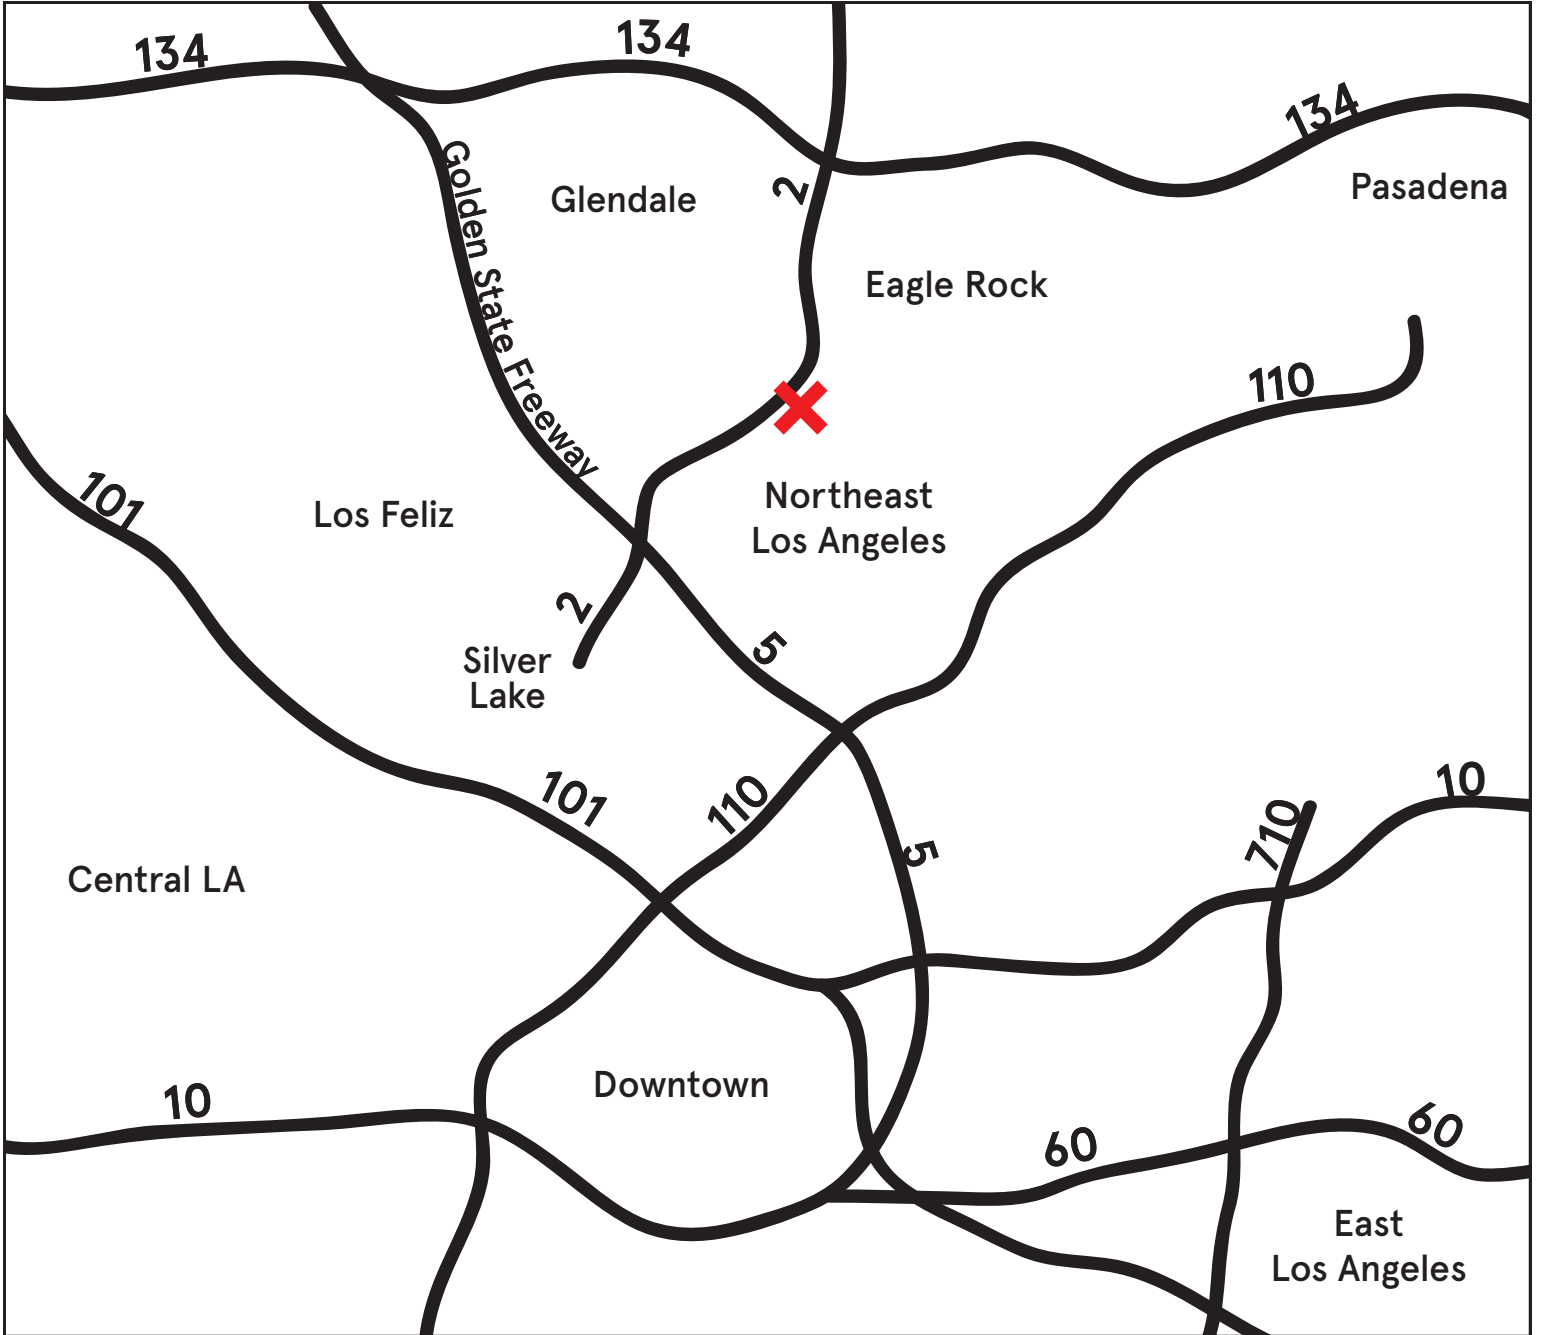 134
134
134
Golden State Freeway
Glendale
2
Pasadena
Eagle Rock
110
101
Los Feliz
Northeast
Los Angeles
2
5
Silver
Lake
101
110
10
710
5
Central LA
Downtown
10
60
60
East
Los Angeles